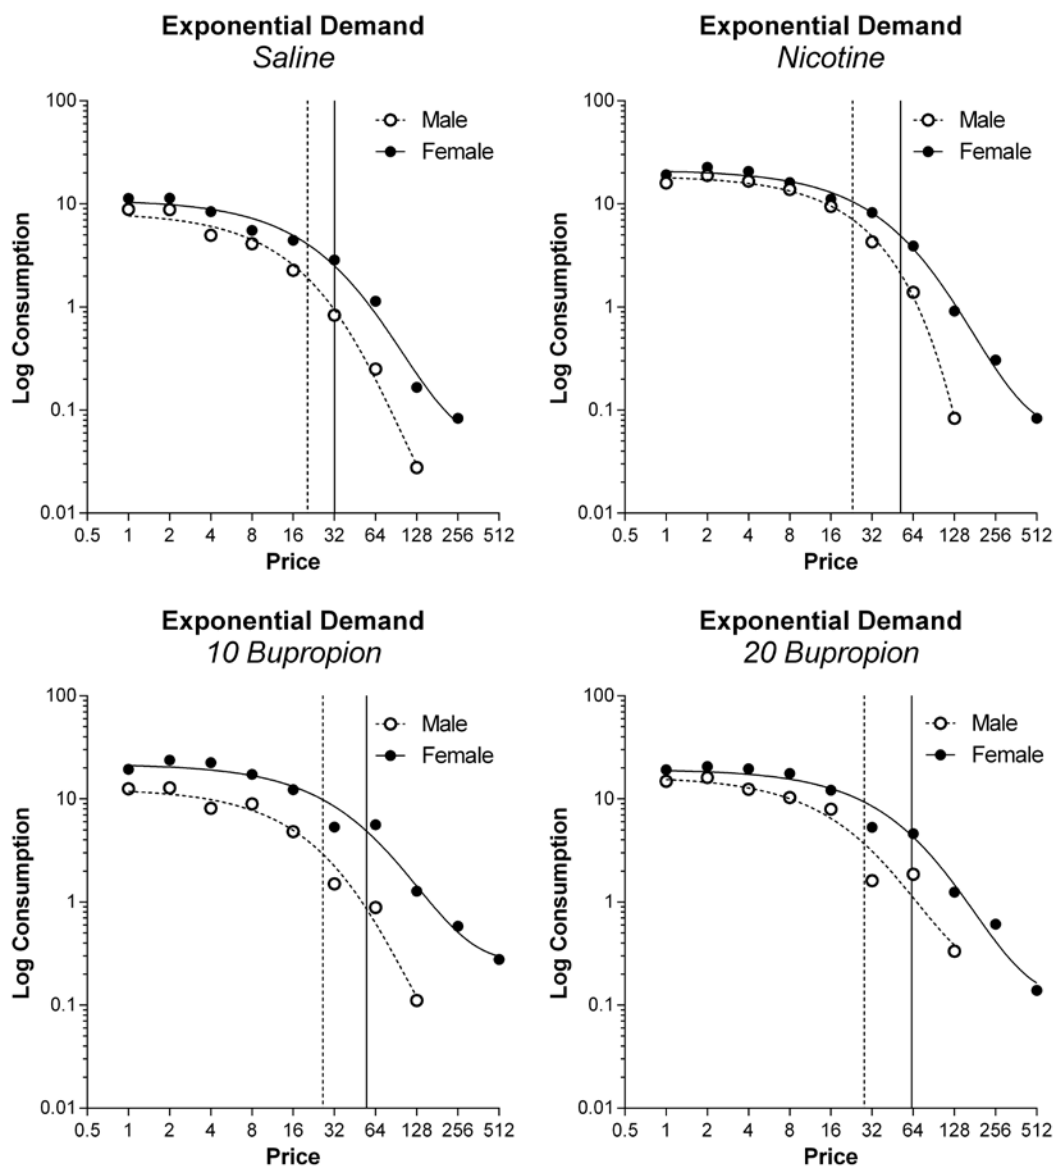 Exponential Demand
Saline
100
10
1
0.1
0.01
Log Consumption
Male
Female
0.5 1 2 4 8 16 32 64 128 256 512
Price
Exponential Demand
Nicotine
100
10
1
0.1
0.01
Log Consumption
Male
Female
0.5 1 2 4 8 16 32 64 128 256 512
Price
Exponential Demand
10 Bupropion
100
10
1
0.1
0.01
Log Consumption
Male
Female
0.5 1 2 4 8 16 32 64 128 256 512
Price
Exponential Demand
20 Bupropion
100
10
1
0.1
0.01
Log Consumption
Male
Female
0.5 1 2 4 8 16 32 64 128 256 512
Price